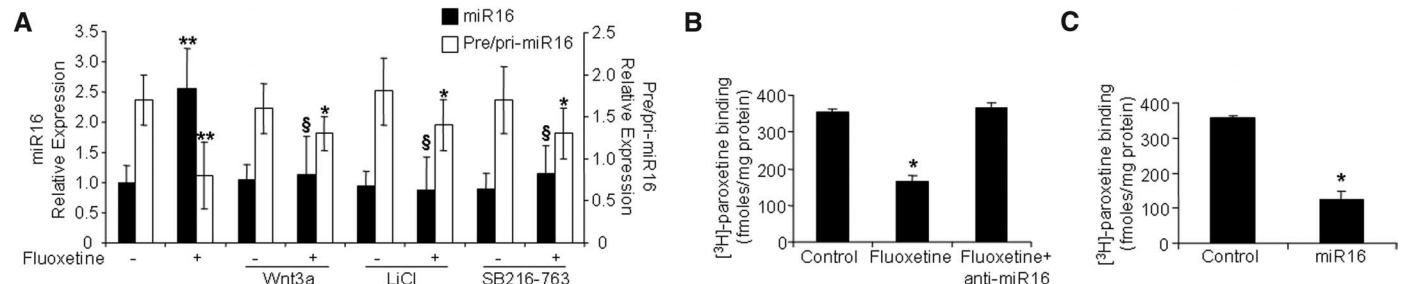 A
miR16
Pre/pri-miR16
miR16
Relative Expression
3.5
3.0
2.5
2.0
1.5
1.0
0.5
0
**
**
§
*
§
*
§
*
2.5
2.0
1.5
1.0
0.5
0
Pre/pri-miR16
Relative Expression
Fluoxetine - + - + - + - +
Wnt3a LiCl SB216-763
B
[³H]-paroxetine binding
(fmoles/mg protein)
400
300
200
100
0
*
Control Fluoxetine Fluoxetine+
anti-miR16
C
[³H]-paroxetine binding
(fmoles/mg protein)
400
300
200
100
0
*
Control miR16